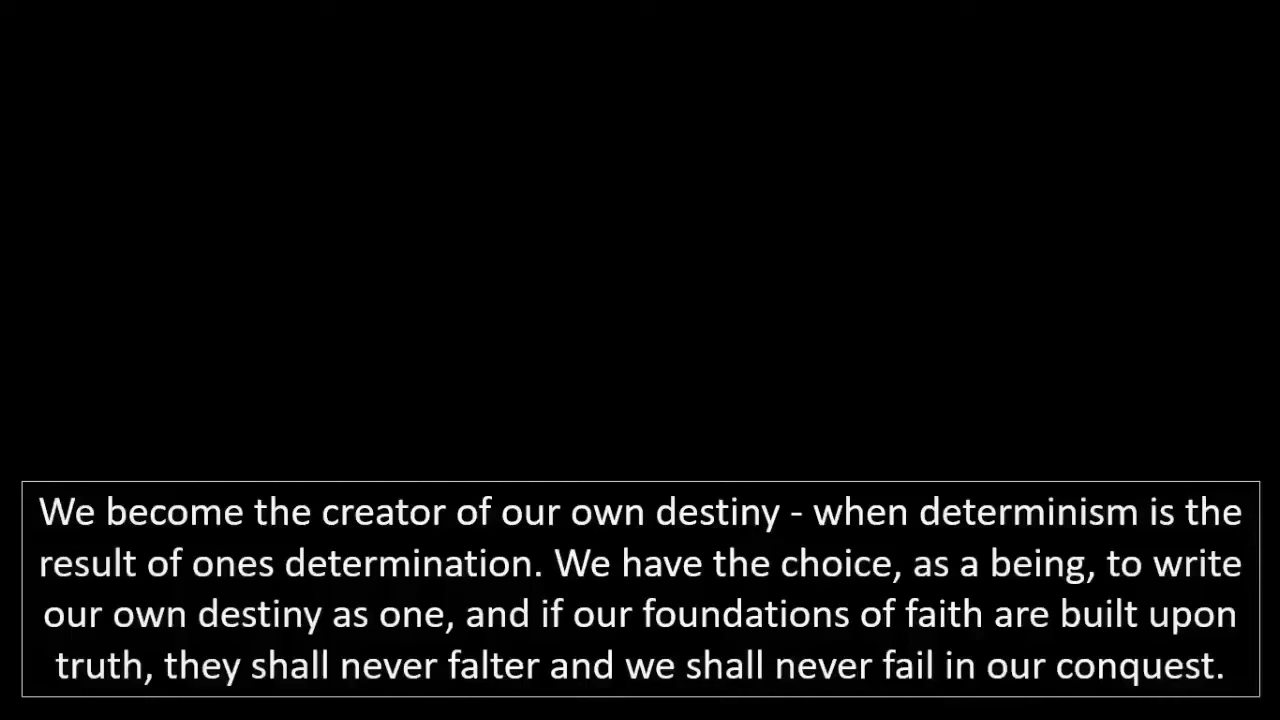 We become the creator of our own destiny - when determinism is the
result of ones determination. We have the choice, as a being, to write
our own destiny as one, and if our foundations of faith are built upon
truth, they shall never falter and we shall never fail in our conquest.